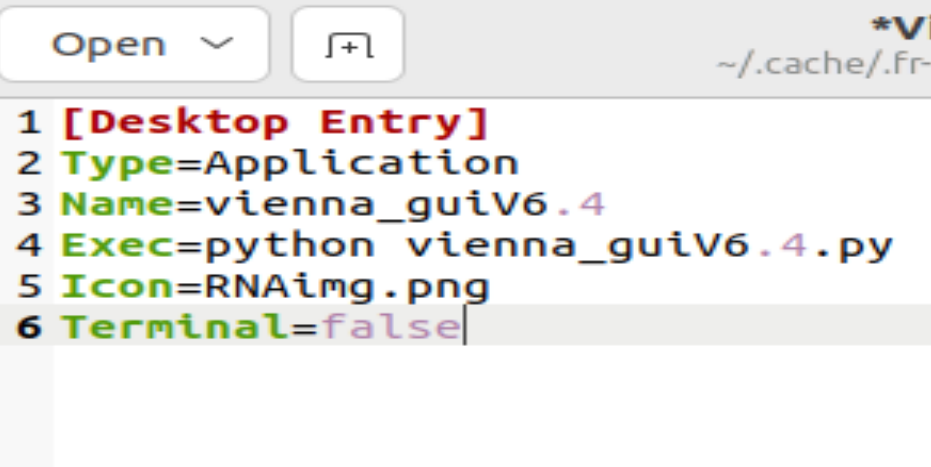 Open
*Vi
~/.cache/.fr-
1 [Desktop Entry]
2 Type=Application
3 Name=vienna_guiV6.4
4 Exec=python vienna_guiV6.4.py
5 Icon=RNAimg.png
6 Terminal=false